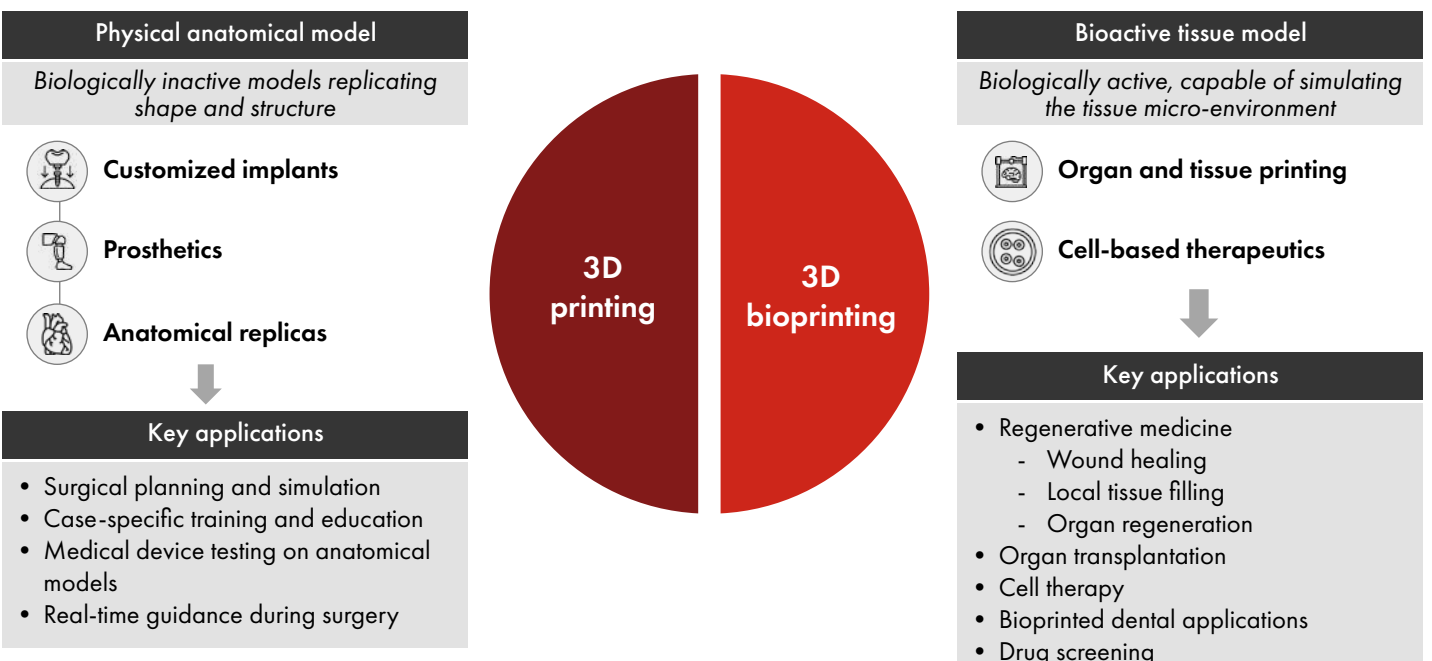 Physical anatomical model
Biologically inactive models replicating
shape and structure
Customized implants
Prosthetics
Anatomical replicas
Key applications
• Surgical planning and simulation
• Case-specific training and education
• Medical device testing on anatomical
models
• Real-time guidance during surgery
3D
printing
3D
bioprinting
Bioactive tissue model
Biologically active, capable of simulating
the tissue micro-environment
Organ and tissue printing
Cell-based therapeutics
Key applications
• Regenerative medicine
- Wound healing
- Local tissue filling
- Organ regeneration
• Organ transplantation
• Cell therapy
• Bioprinted dental applications
• Drug screening